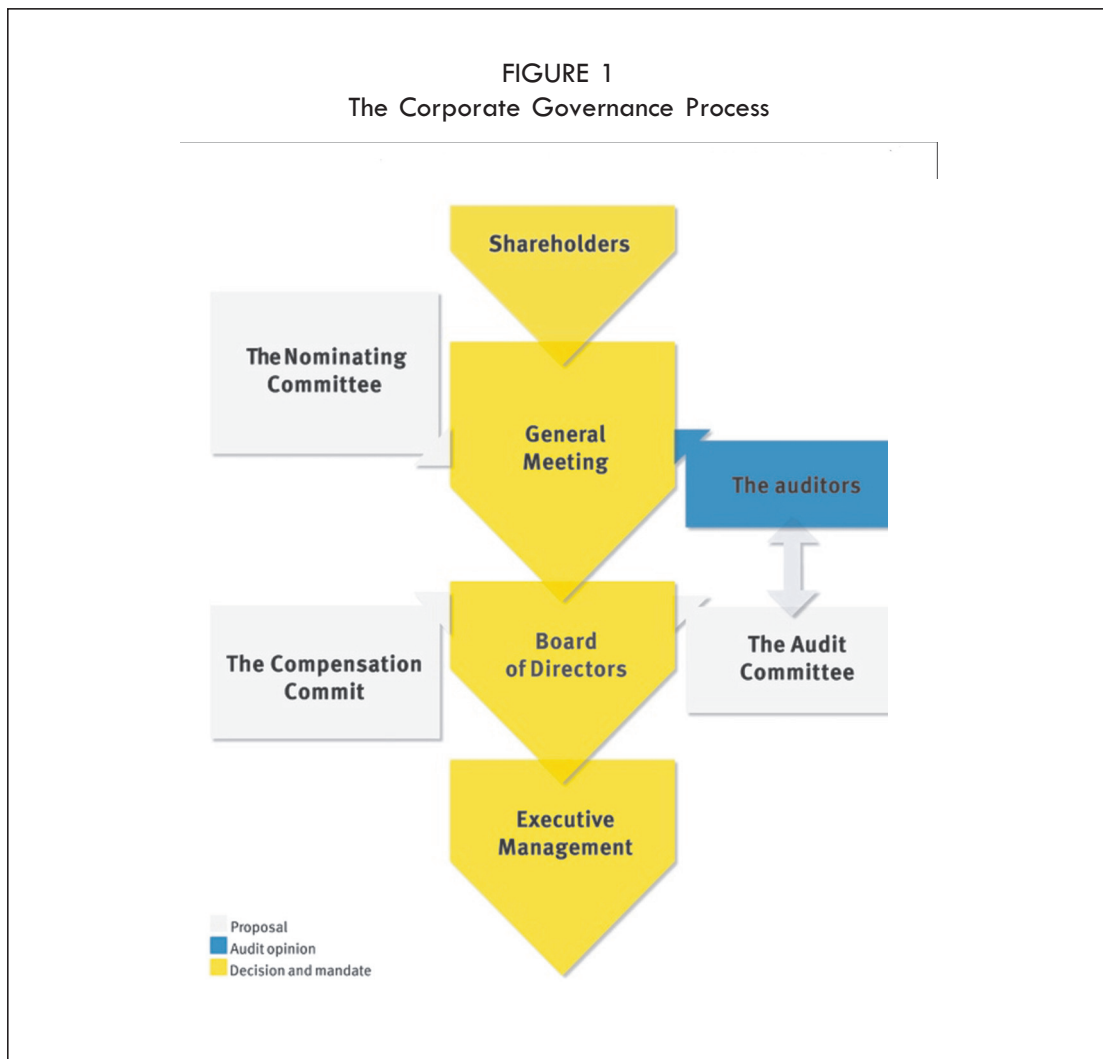 FIGURE 1
The Corporate Governance Process
Shareholders
The Nominating
Committee
General
Meeting
The auditors
The Compensation
Commit
Board
of Directors
The Audit
Committee
Executive
Management
Proposal
Audit opinion
Decision and mandate